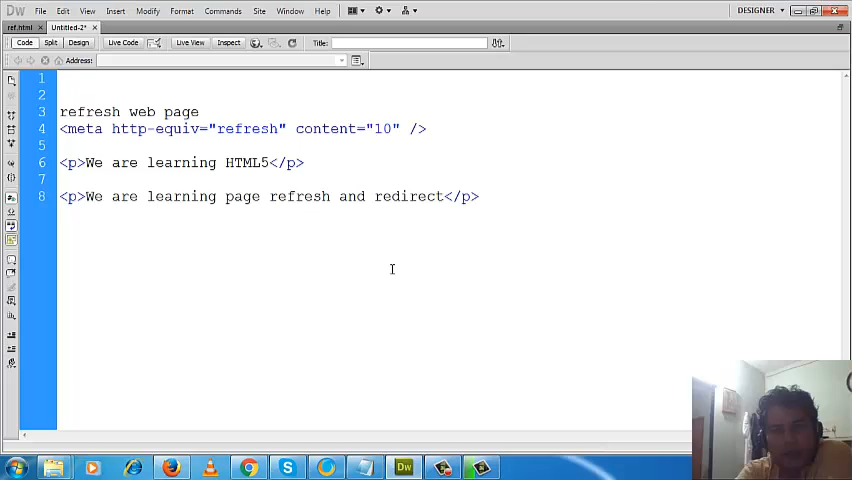 Dw File Edit View Insert Modify Format Commands Site Window Help DESIGNER
ref.html × Untitled-2* ×
Code Split Design Live Code Live View Inspect Title:
Address:
1
2
3 refresh web page
4 <meta http-equiv="refresh" content="10" />
5
6 <p>We are learning HTML5</p>
7
8 <p>We are learning page refresh and redirect</p>
Dw